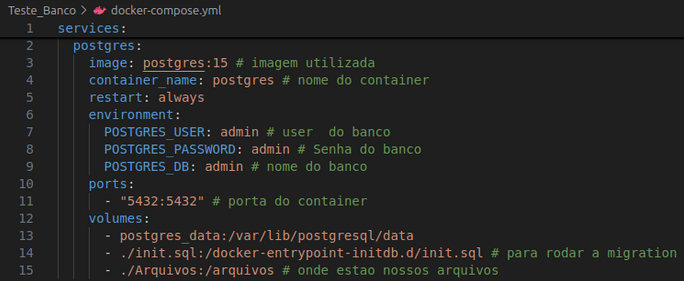 Teste_Banco > docker-compose.yml
1 services:
2 postgres:
3 image: postgres:15 # imagem utilizada
4 container_name: postgres # nome do container
5 restart: always
6 environment:
7 POSTGRES_USER: admin # user  do banco
8 POSTGRES_PASSWORD: admin # Senha do banco
9 POSTGRES_DB: admin # nome do banco
10 ports:
11 - "5432:5432" # porta do container
12 volumes:
13 - postgres_data:/var/lib/postgresql/data
14 - ./init.sql:/docker-entrypoint-initdb.d/init.sql # para rodar a migration
15 - ./Arquivos:/arquivos # onde estao nossos arquivos